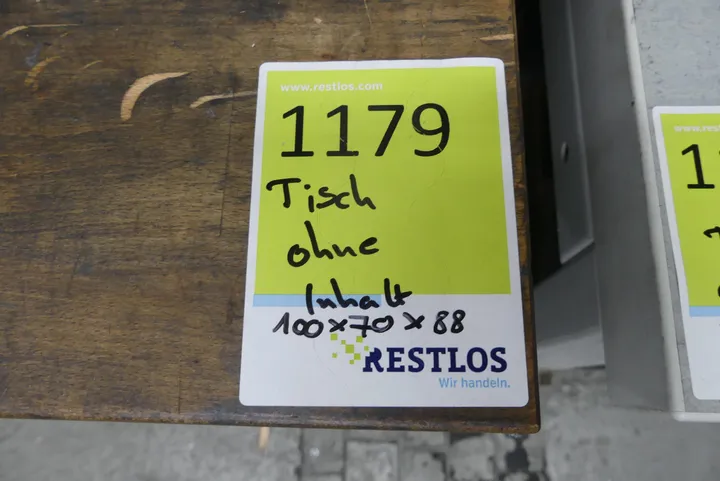 www.restlos.com
1179
Tisch
ohne
Inhalt
100x70x88
RESTLOS
Wir handeln.